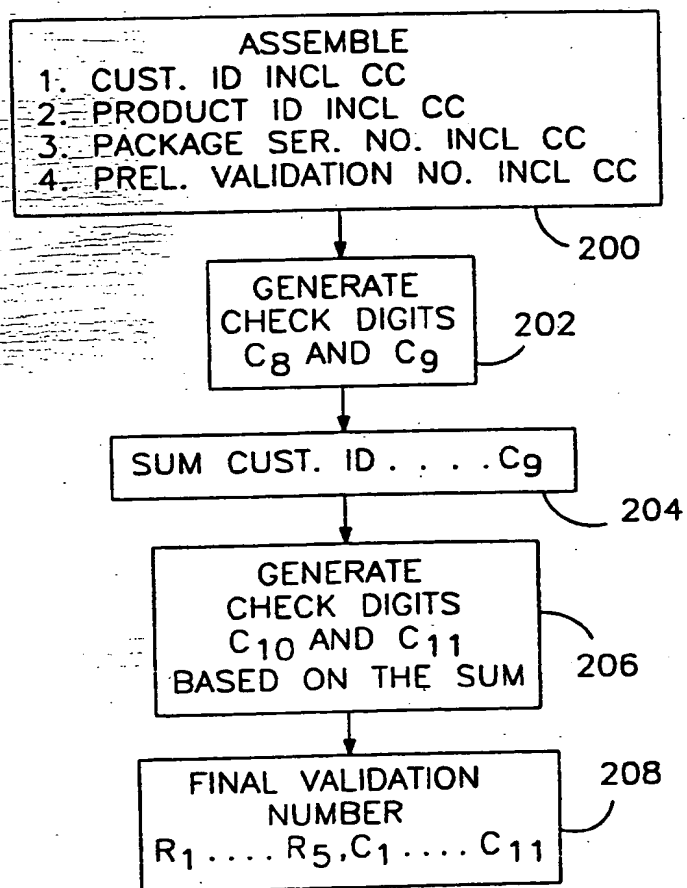 ASSEMBLE
1. CUST. ID INCL CC
2. PRODUCT ID INCL CC
3. PACKAGE SER. NO. INCL CC
4. PREL. VALIDATION NO. INCL CC
200
GENERATE
CHECK DIGITS
C8 AND C9
202
SUM CUST. ID . . . . C9
204
GENERATE
CHECK DIGITS
C10 AND C11
BASED ON THE SUM
206
FINAL VALIDATION
NUMBER
R1 .... R5,C1 .... C11
208